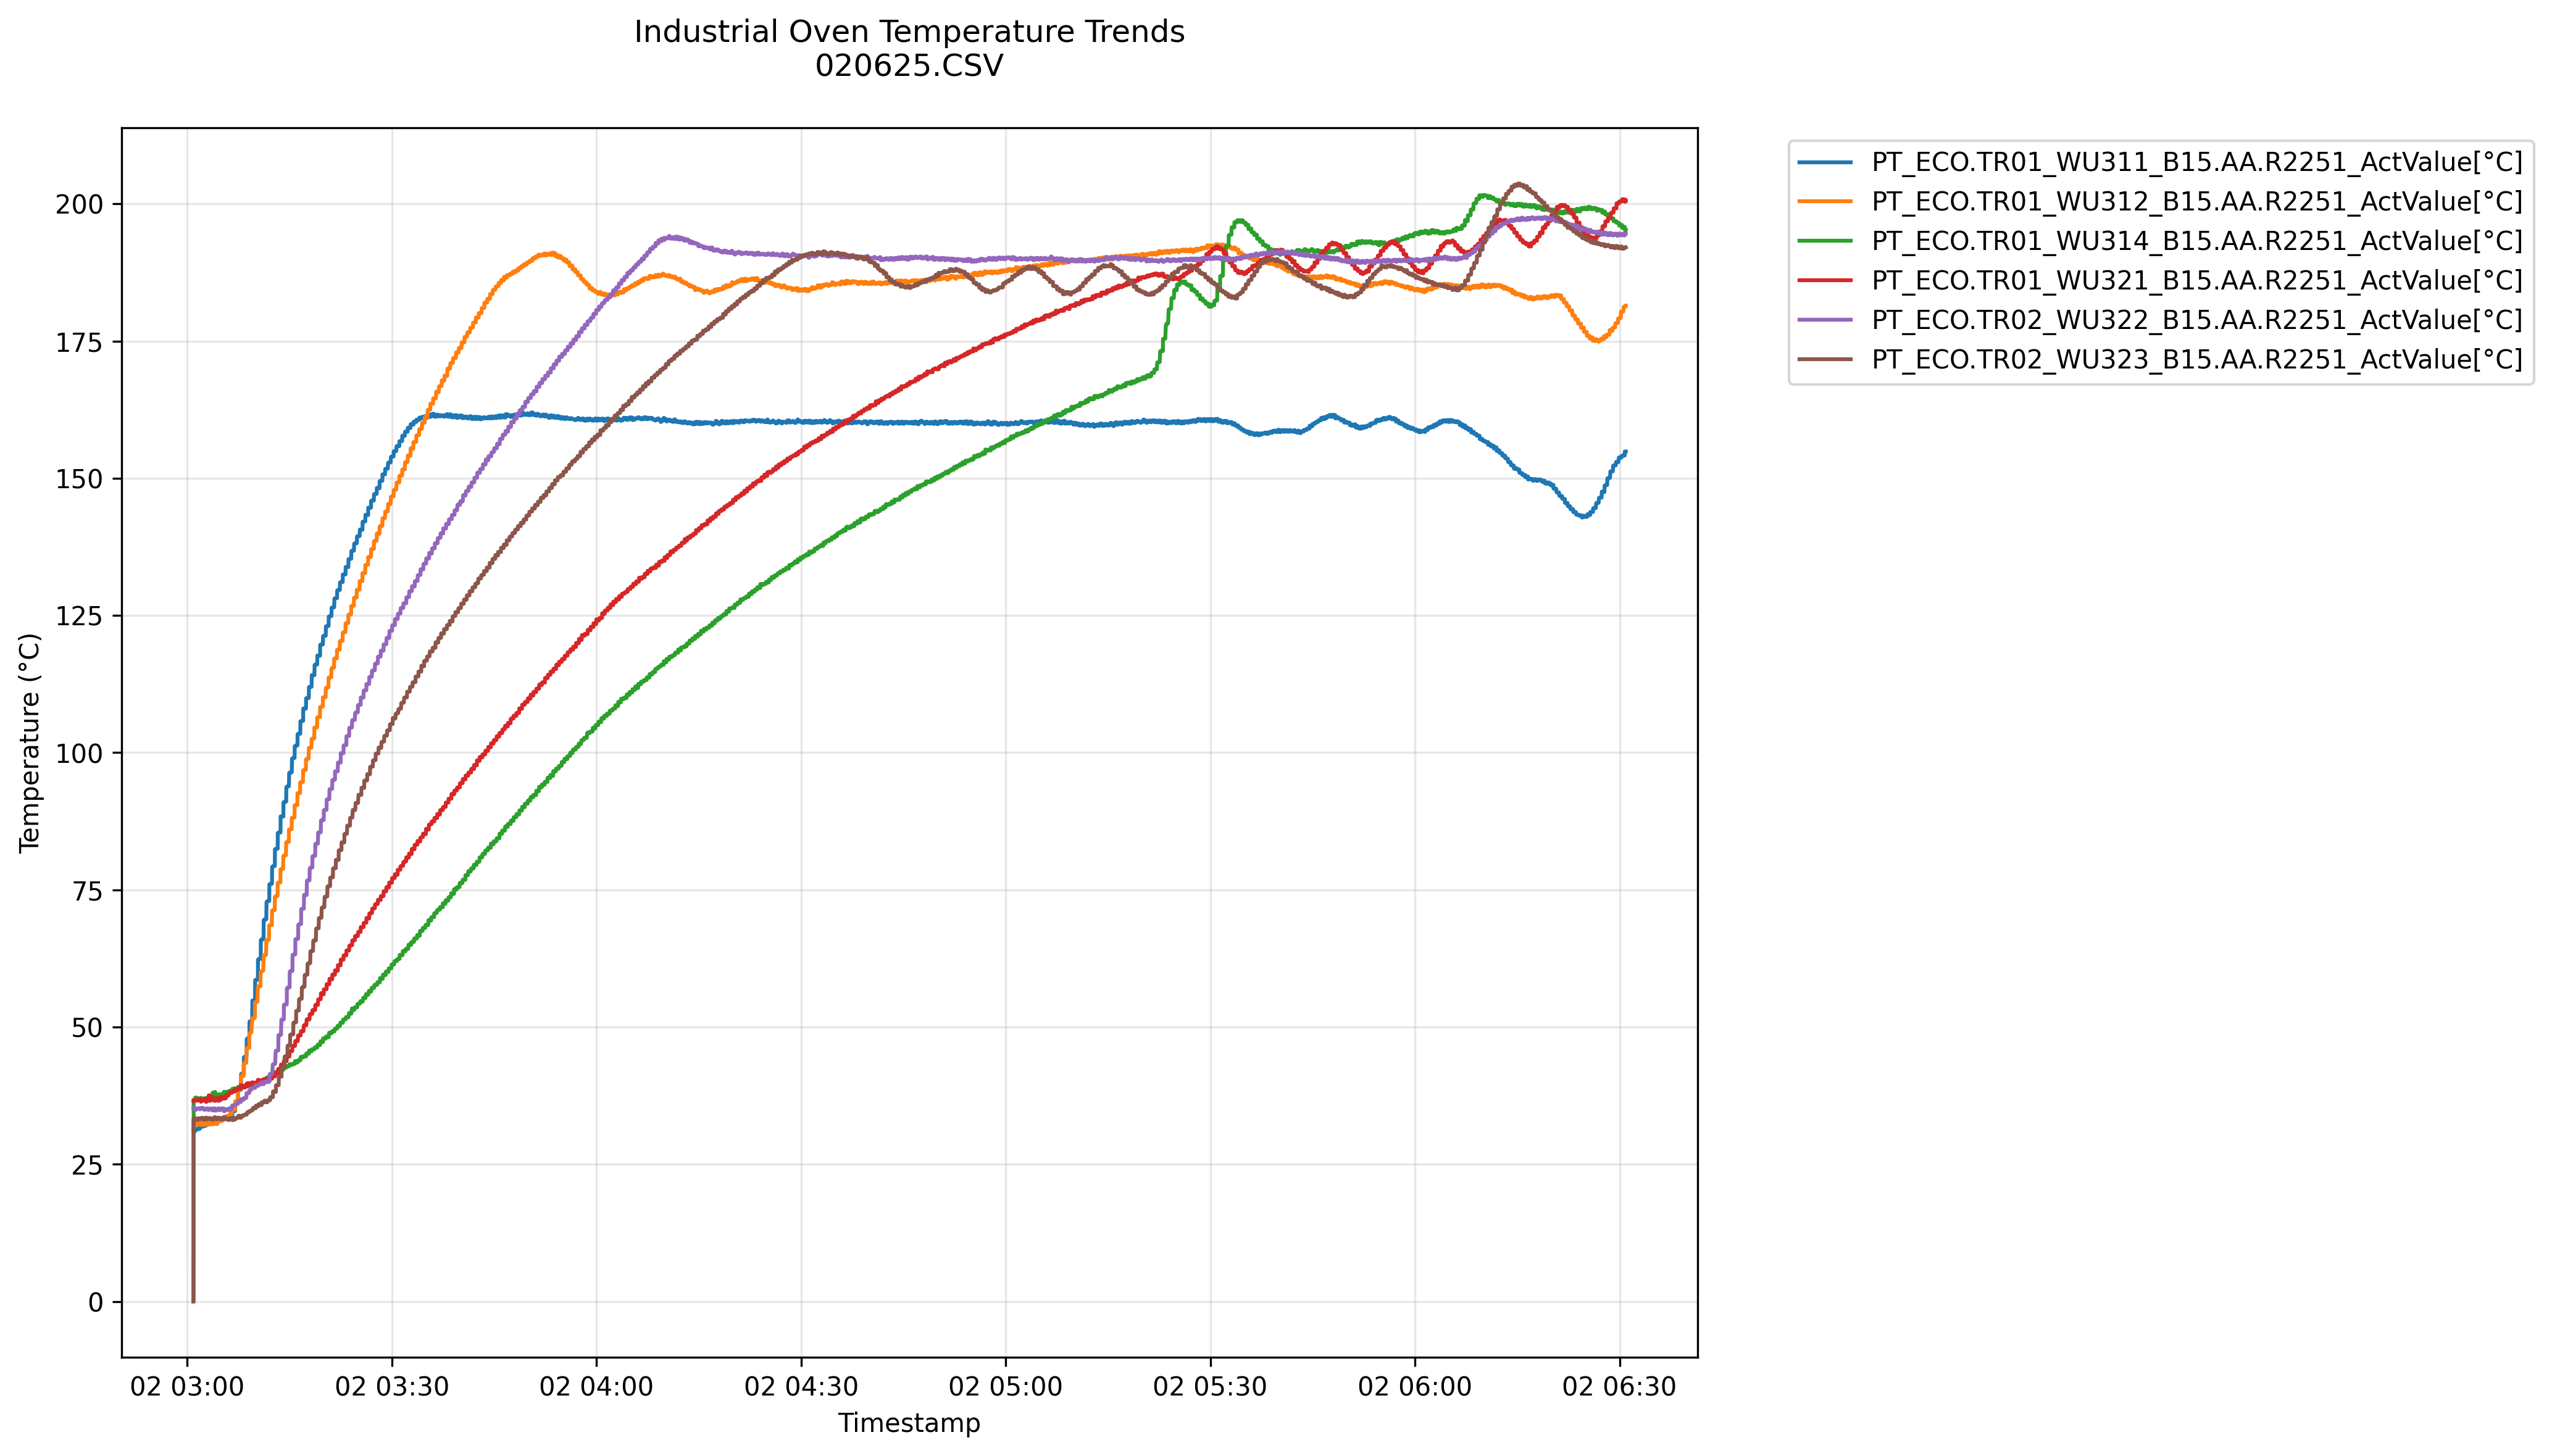 Industrial Oven Temperature Trends
020625.CSV
PT_ECO.TR01_WU311_B15.AA.R2251_ActValue[°C]
PT_ECO.TR01_WU312_B15.AA.R2251_ActValue[°C]
PT_ECO.TR01_WU314_B15.AA.R2251_ActValue[°C]
PT_ECO.TR01_WU321_B15.AA.R2251_ActValue[°C]
PT_ECO.TR02_WU322_B15.AA.R2251_ActValue[°C]
PT_ECO.TR02_WU323_B15.AA.R2251_ActValue[°C]
Temperature (°C)
200
175
150
125
100
75
50
25
0
02 03:00 02 03:30 02 04:00 02 04:30 02 05:00 02 05:30 02 06:00 02 06:30
Timestamp